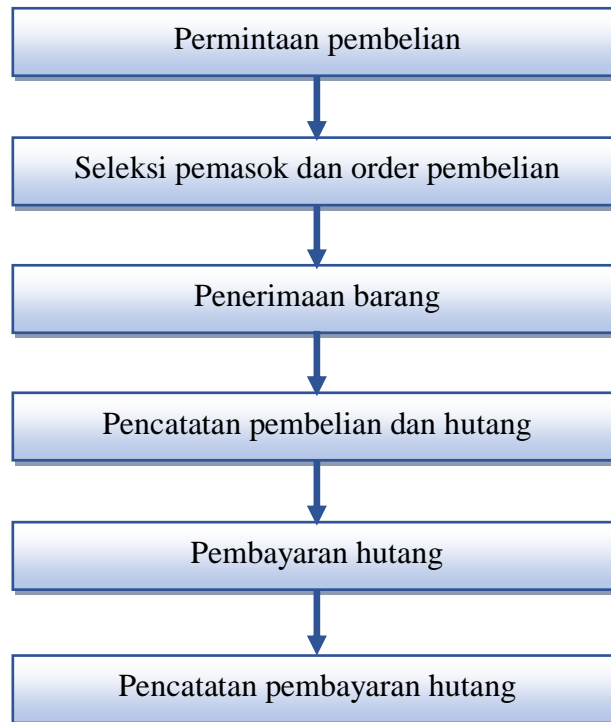 Permintaan pembelian
Seleksi pemasok dan order pembelian
Penerimaan barang
Pencatatan pembelian dan hutang
Pembayaran hutang
Pencatatan pembayaran hutang